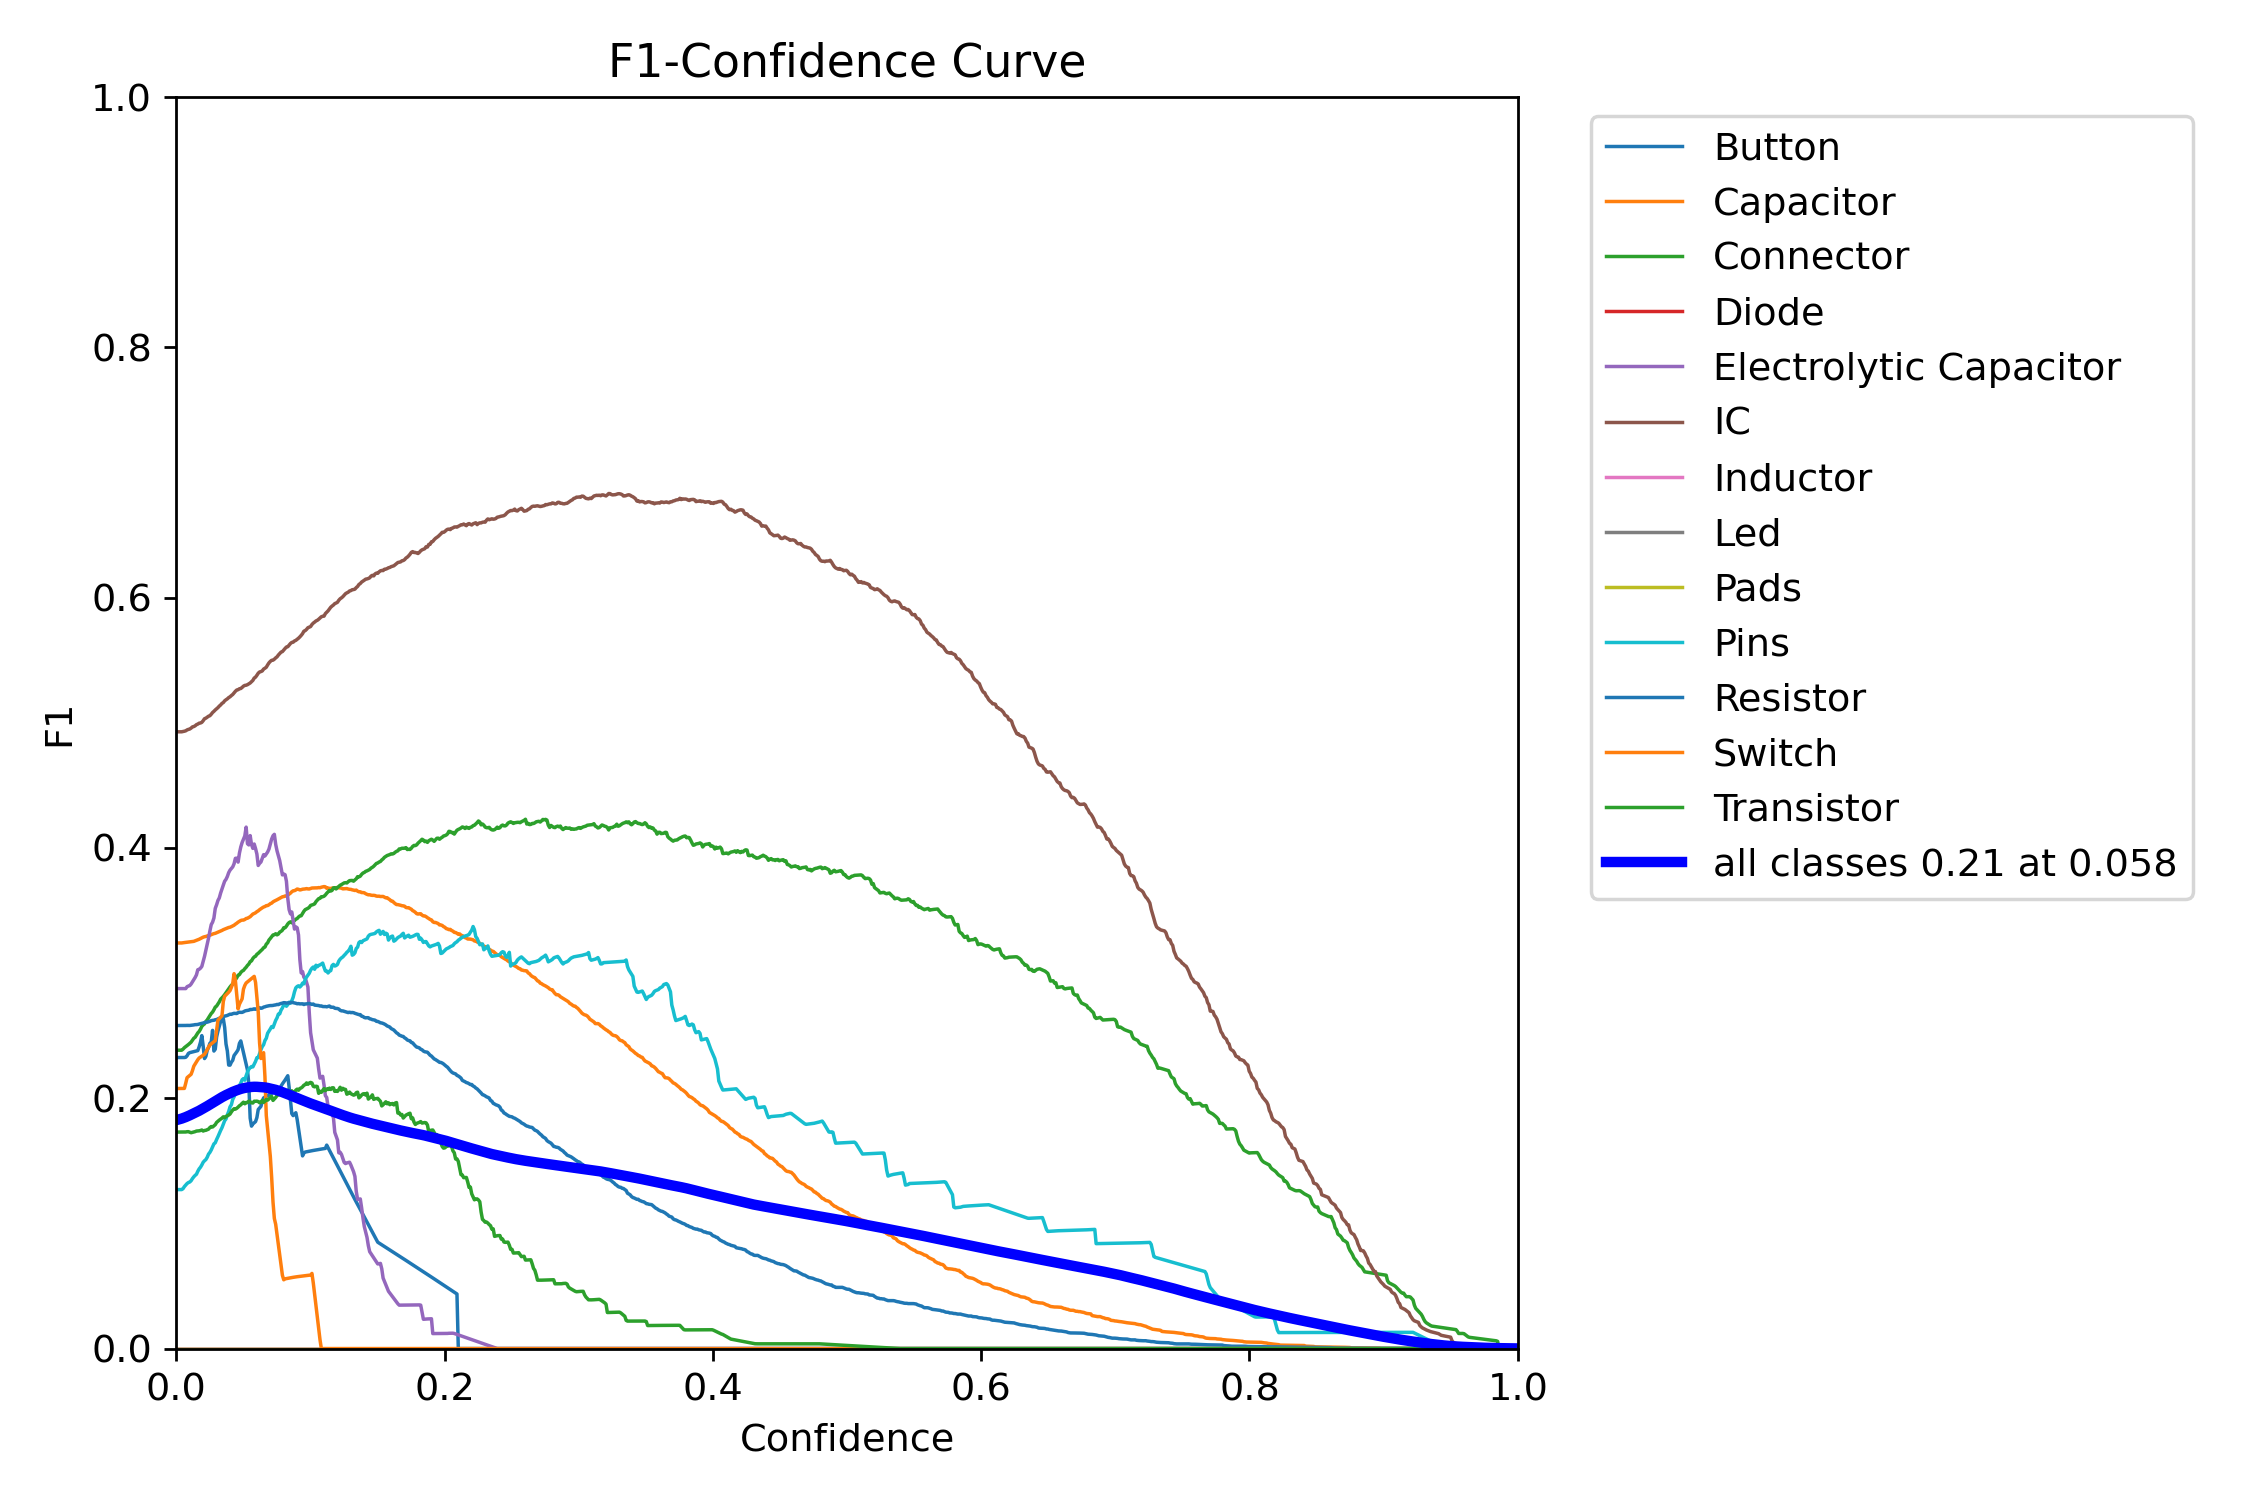 F1-Confidence Curve
1.0
0.8
0.6
0.4
0.2
0.0
F1
0.0 0.2 0.4 0.6 0.8 1.0
Confidence
Button
Capacitor
Connector
Diode
Electrolytic Capacitor
IC
Inductor
Led
Pads
Pins
Resistor
Switch
Transistor
all classes 0.21 at 0.058